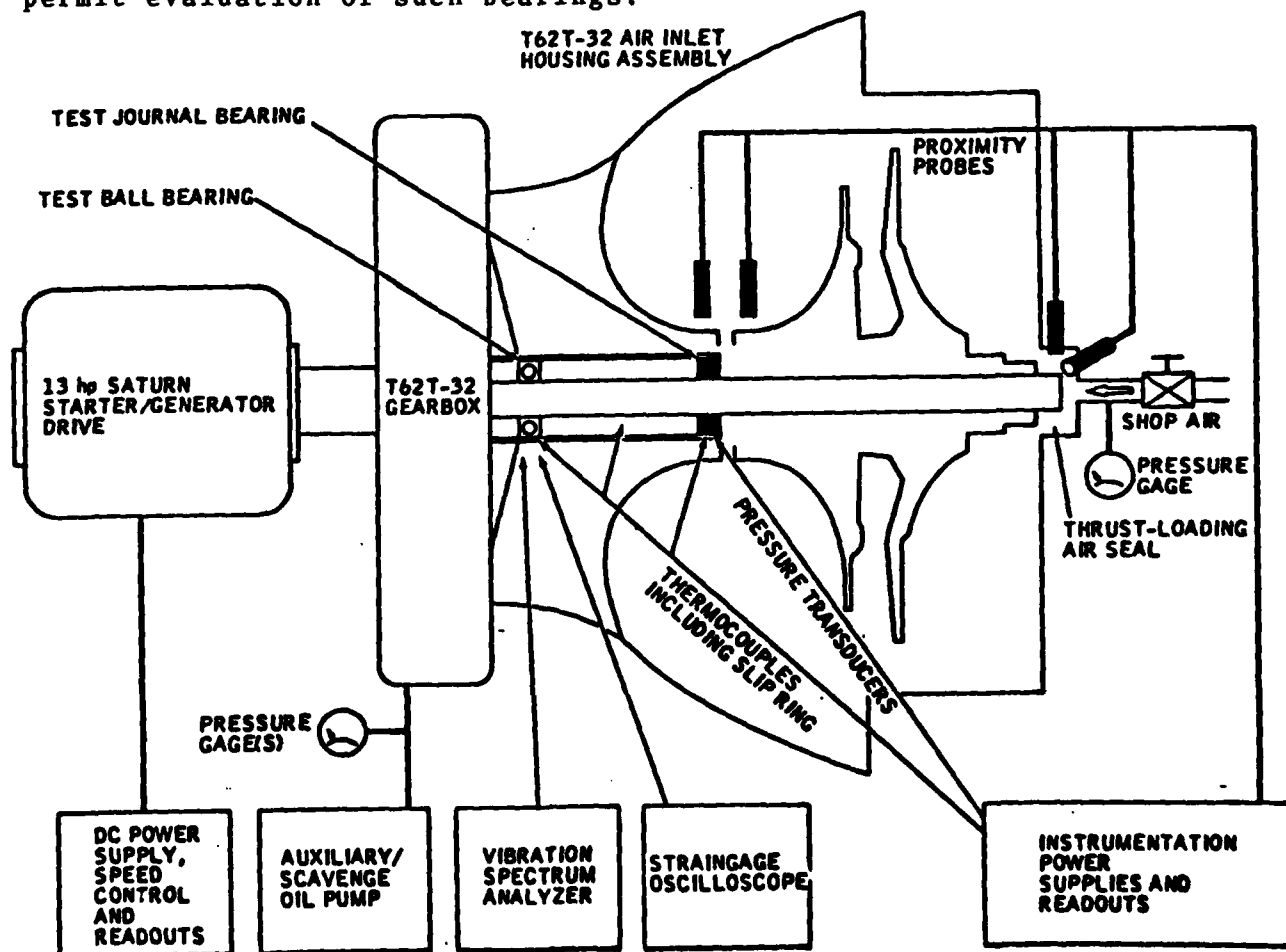 permit evaluation of such bearings.
T62T-32 AIR INLET
HOUSING ASSEMBLY
TEST JOURNAL BEARING
PROXIMITY
PROBES
TEST BALL BEARING
13 hp SATURN
STARTER/GENERATOR
DRIVE
T62T-32
GEARBOX
SHOP AIR
PRESSURE
GAGE
THRUST-LOADING
AIR SEAL
PRESSURE TRANSDUCERS
THERMOCOUPLES
INCLUDING SLIP RING
PRESSURE
GAGE(S)
DC POWER
SUPPLY,
SPEED
CONTROL
AND
READOUTS
AUXILIARY/
SCAVENGE
OIL PUMP
VIBRATION
SPECTRUM
ANALYZER
STRAINGAGE
OSCILLOSCOPE
INSTRUMENTATION
POWER
SUPPLIES AND
READOUTS